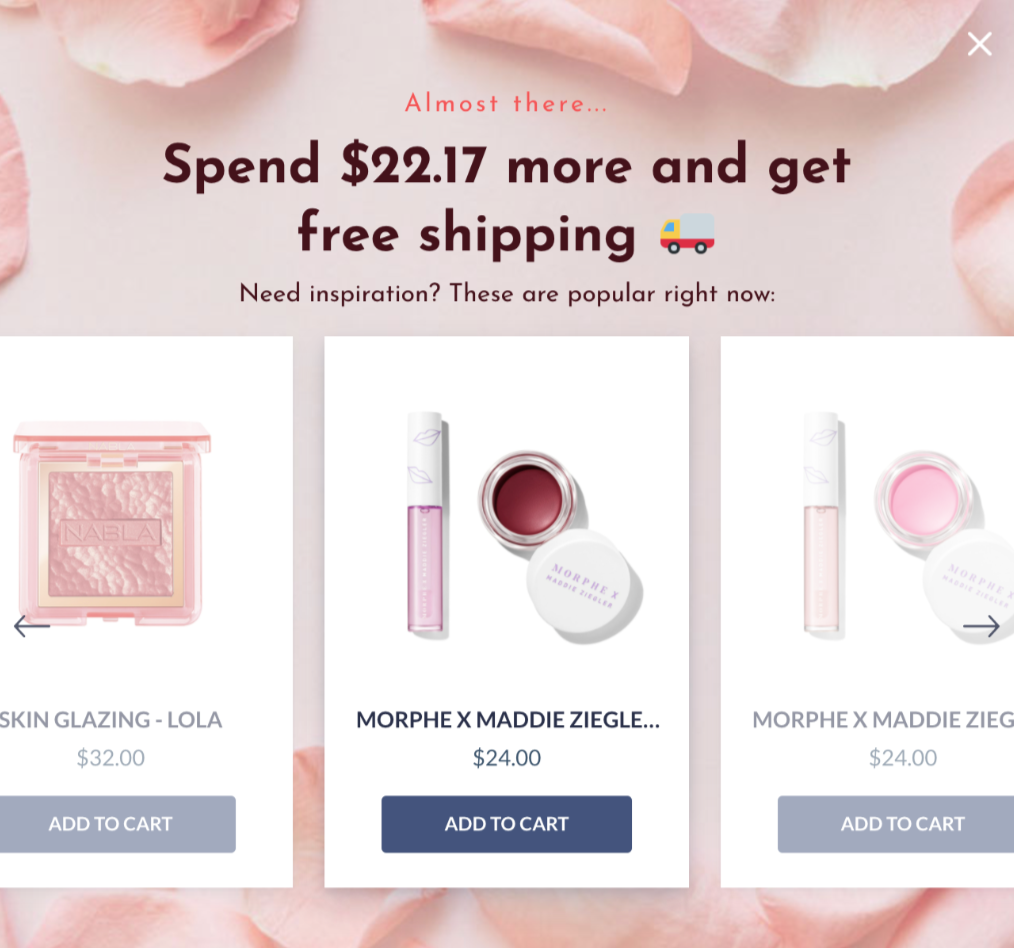 Almost there...
Spend $22.17 more and get
free shipping 🚚
Need inspiration? These are popular right now:
NABLA
MORPHE X
MADDIE ZIEGLER
MORPHE X
MADDIE ZIEGLER
SKIN GLAZING - LOLA
$32.00
ADD TO CART
MORPHE X MADDIE ZIEGLE...
$24.00
ADD TO CART
MORPHE X MADDIE ZIEG
$24.00
ADD TO CART